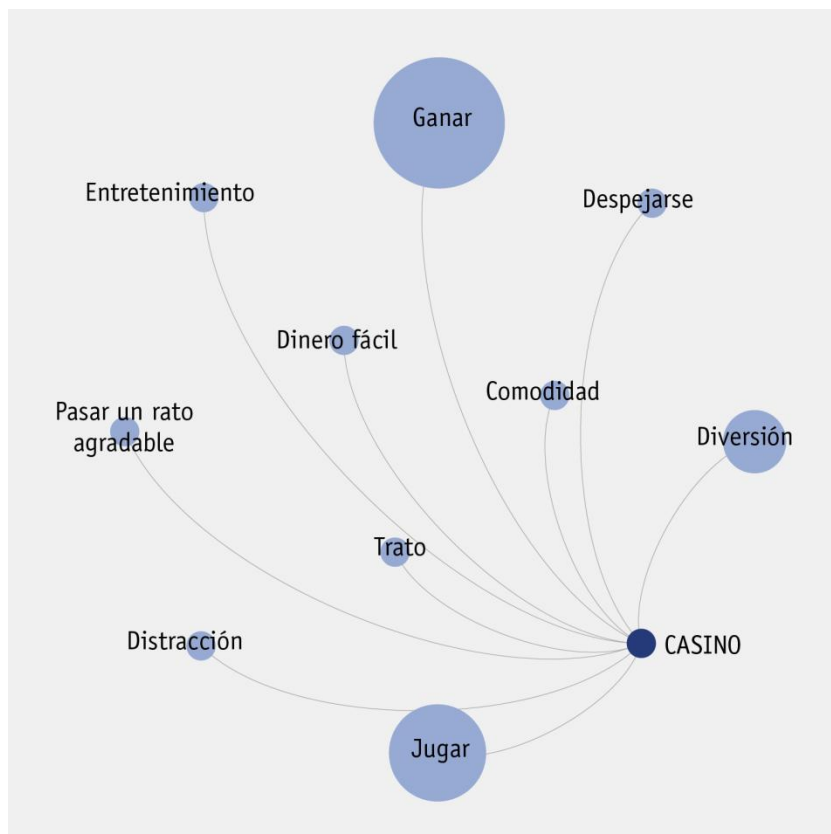 Ganar
Entretenimiento
Despejarse
Dinero fácil
Comodidad
Pasar un rato
agradable
Diversión
Trato
Distracción
CASINO
Jugar